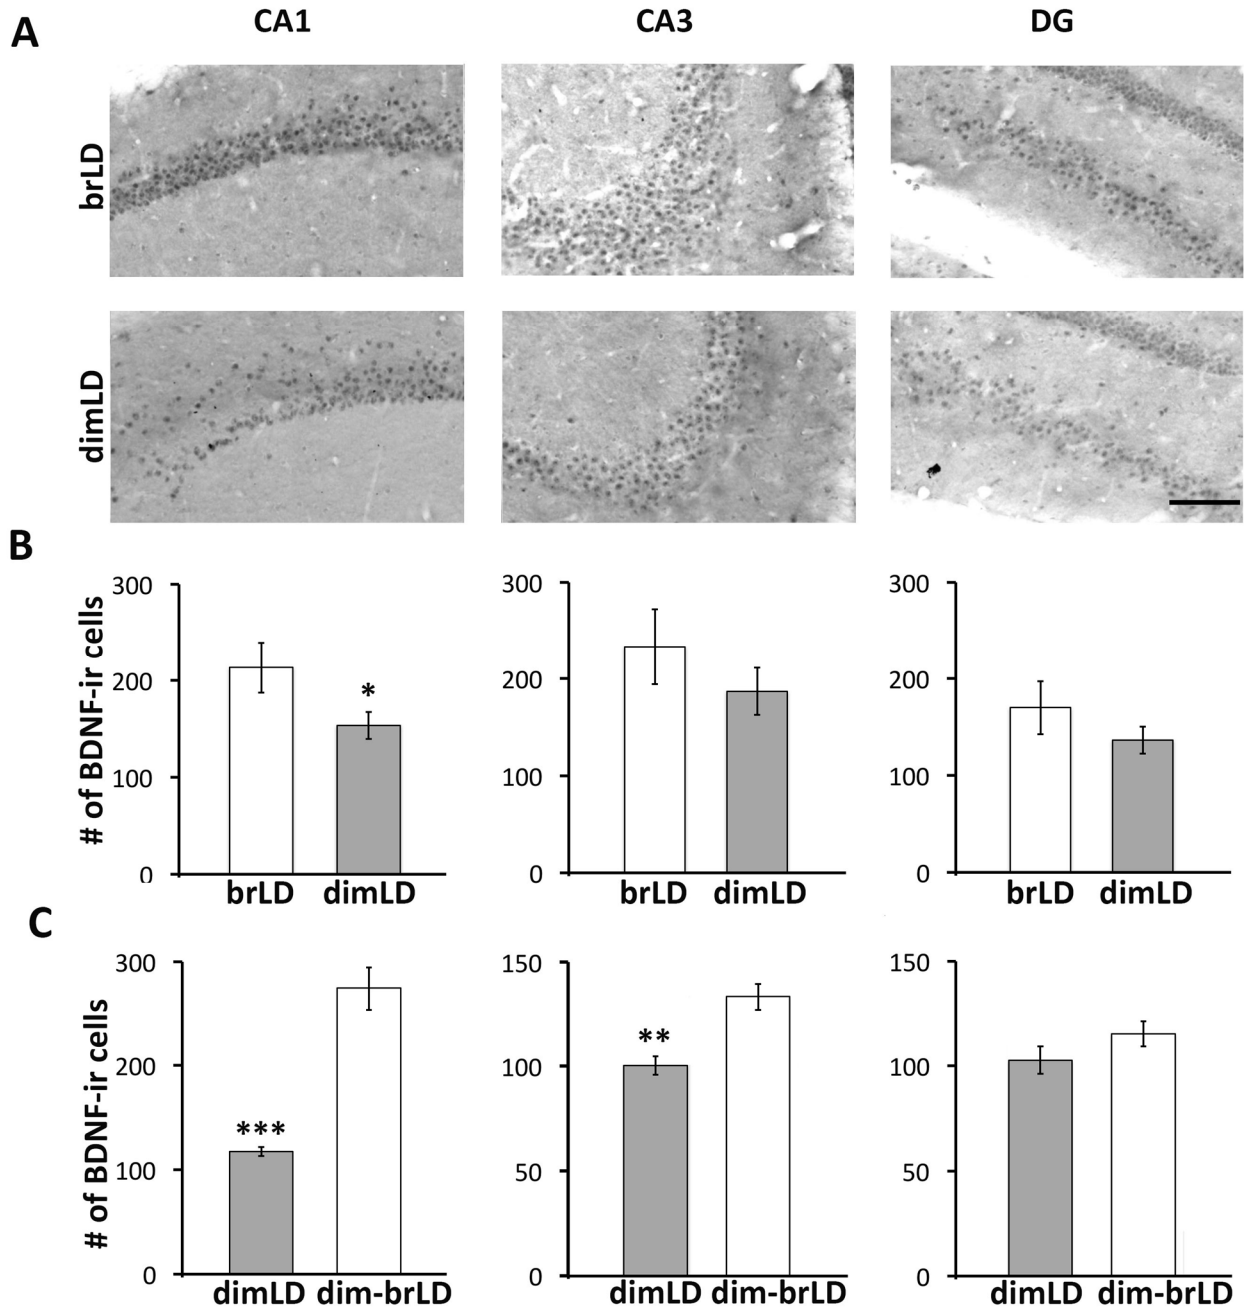 A
CA1 CA3 DG
brLD
dimLD
B
# of BDNF-ir cells
300 300 300
200 200 200
100 100 100
0 0 0
*
brLD dimLD brLD dimLD brLD dimLD
C
# of BDNF-ir cells
300 150 150
200 100 100
100 50 50
0 0 0
*** **
dimLD dim-brLD dimLD dim-brLD dimLD dim-brLD